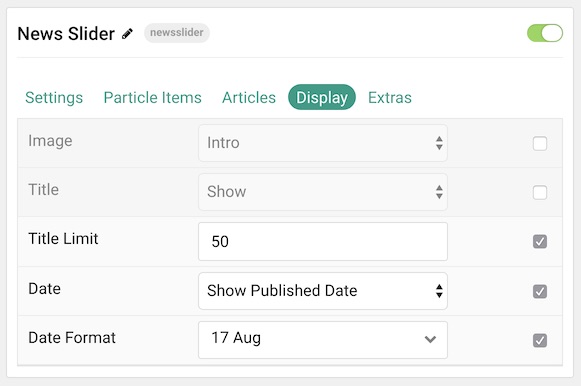 News Slider newsslider
Settings Particle Items Articles Display Extras
Image Intro
Title Show
Title Limit 50
Date Show Published Date
Date Format 17 Aug